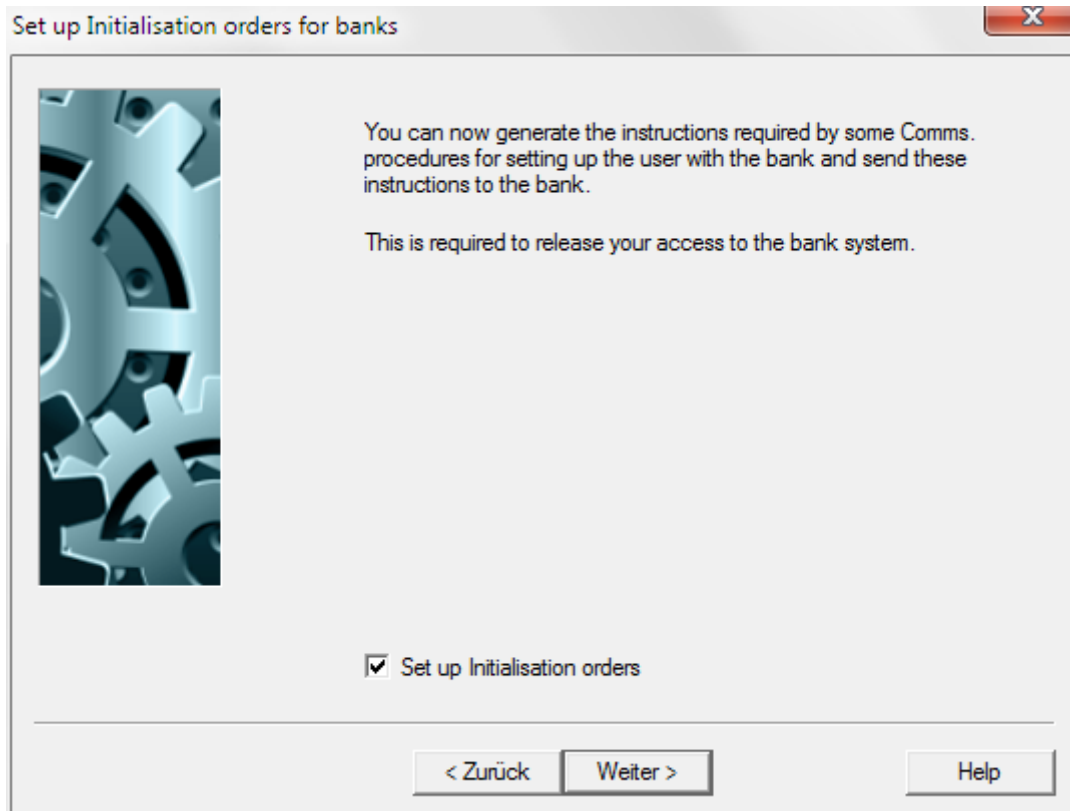 Set up Initialisation orders for banks
You can now generate the instructions required by some Comms.
procedures for setting up the user with the bank and send these
instructions to the bank.
This is required to release your access to the bank system.
Set up Initialisation orders
< Zurück
Weiter >
Help